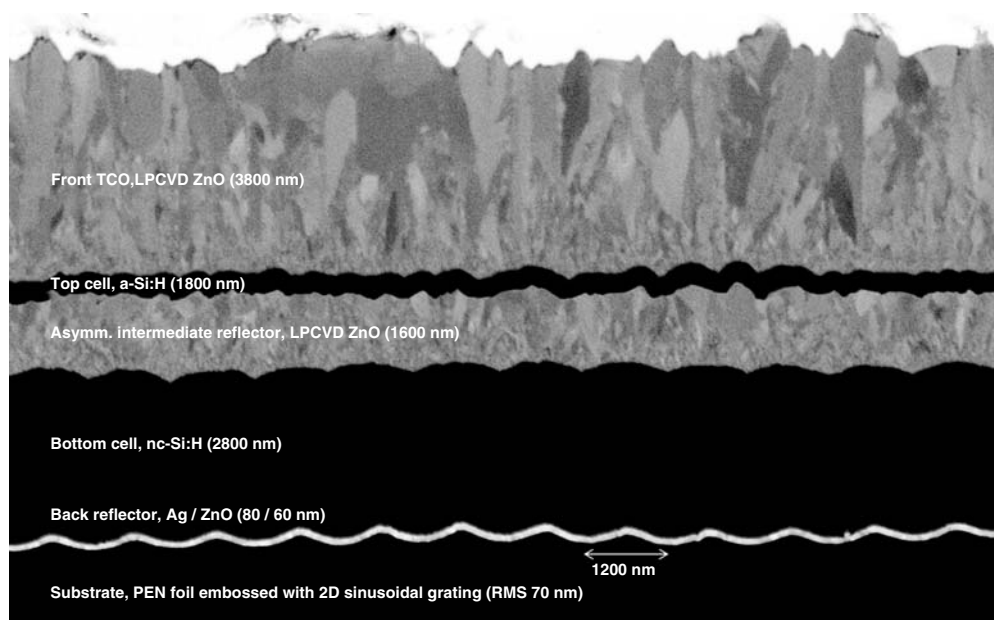 Front TCO,LPCVD ZnO (3800 nm)
Top cell, a-Si:H (1800 nm)
Asymm. intermediate reflector, LPCVD ZnO (1600 nm)
Bottom cell, nc-Si:H (2800 nm)
Back reflector, Ag / ZnO (80 / 60 nm)
1200 nm
Substrate, PEN foil embossed with 2D sinusoidal grating (RMS 70 nm)